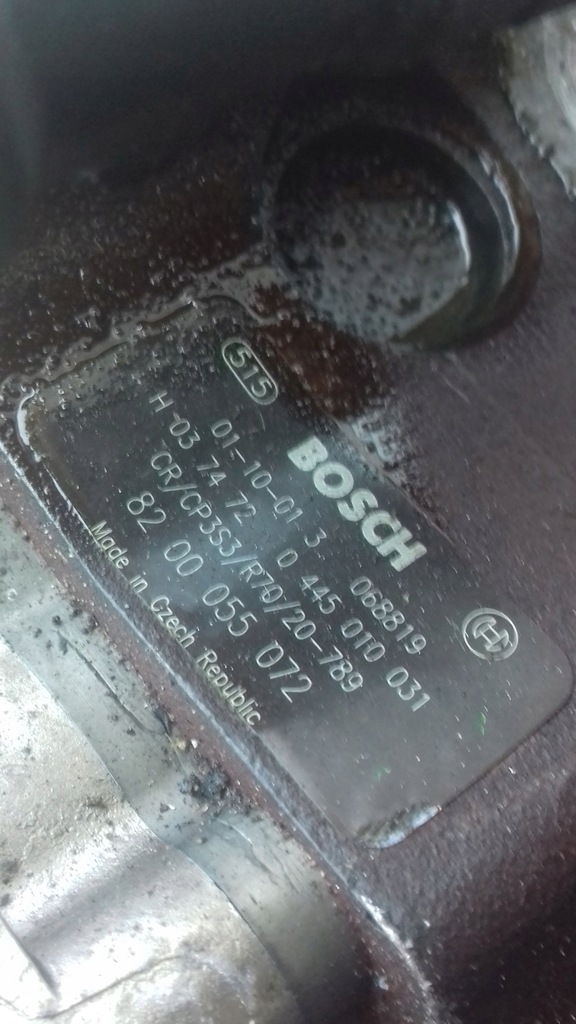 515
BOSCH
01-10-01 3 068819
H 03 74 72 0 445 010 031
CR/CP3S3/R70/20-789
82 00 055 072
Made in Czech Republic